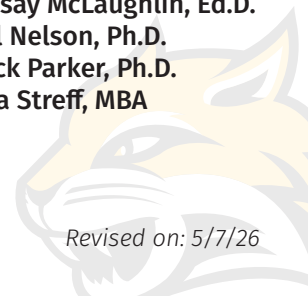 say McLaughlin, Ed.D.
Nelson, Ph.D.
ck Parker, Ph.D.
a Streff, MBA
Revised on: 5/7/26